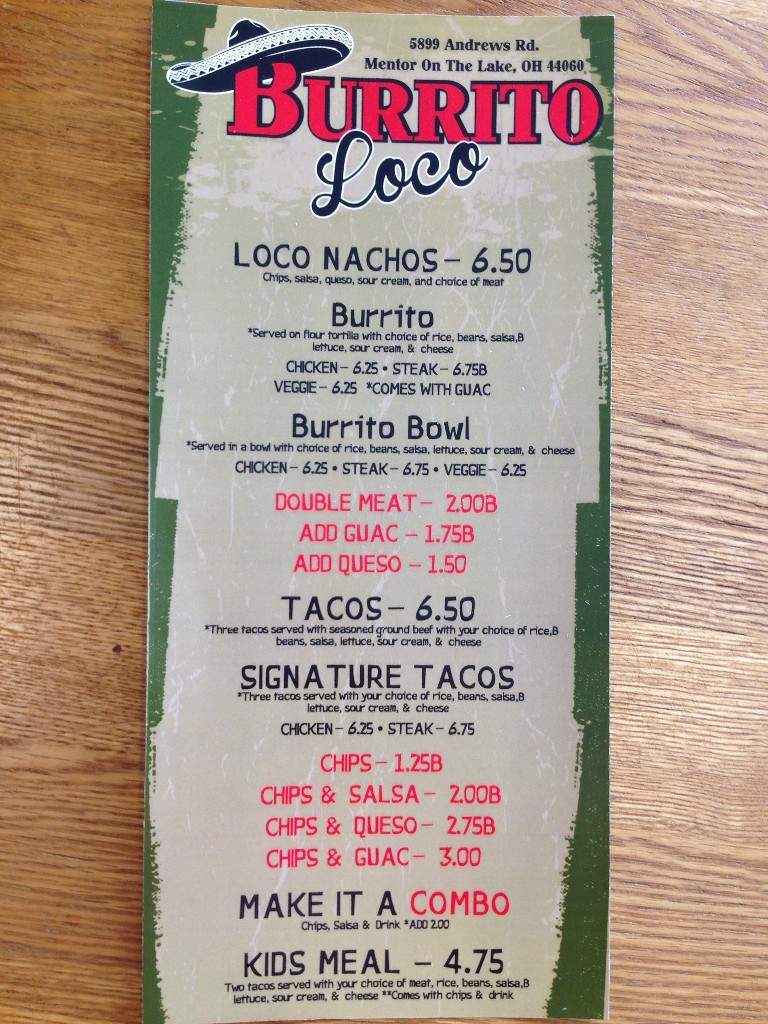 5899 Andrews Rd.
Mentor On The Lake, OH 44060
BURRITO
Loco
LOCO NACHOS - 6.50
Chips, salsa, queso, sour cream, and choice of meat
Burrito
*Served on flour tortilla with choice of rice, beans, salsa,B
lettuce, sour cream, & cheese
CHICKEN - 6.25 • STEAK - 6.75B
VEGGIE - 6.25 *COMES WITH GUAC
Burrito Bowl
*Served in a bowl with choice of rice, beans, salsa, lettuce, sour cream, & cheese
CHICKEN - 6.25 • STEAK - 6.75 • VEGGIE - 6.25
DOUBLE MEAT - 2.00B
ADD GUAC - 1.75B
ADD QUESO - 1.50
TACOS - 6.50
*Three tacos served with seasoned ground beef with your choice of rice,B
beans, salsa, lettuce, sour cream, & cheese
SIGNATURE TACOS
*Three tacos served with your choice of rice, beans, salsa,B
lettuce, sour cream, & cheese
CHICKEN - 6.25 • STEAK - 6.75
CHIPS - 1.25B
CHIPS & SALSA - 2.00B
CHIPS & QUESO - 2.75B
CHIPS & GUAC - 3.00
MAKE IT A COMBO
Chips, Salsa & Drink *ADD 2.00
KIDS MEAL - 4.75
Two tacos served with your choice of meat, rice, beans, salsa,B
lettuce, sour cream, & cheese **Comes with chips & drink